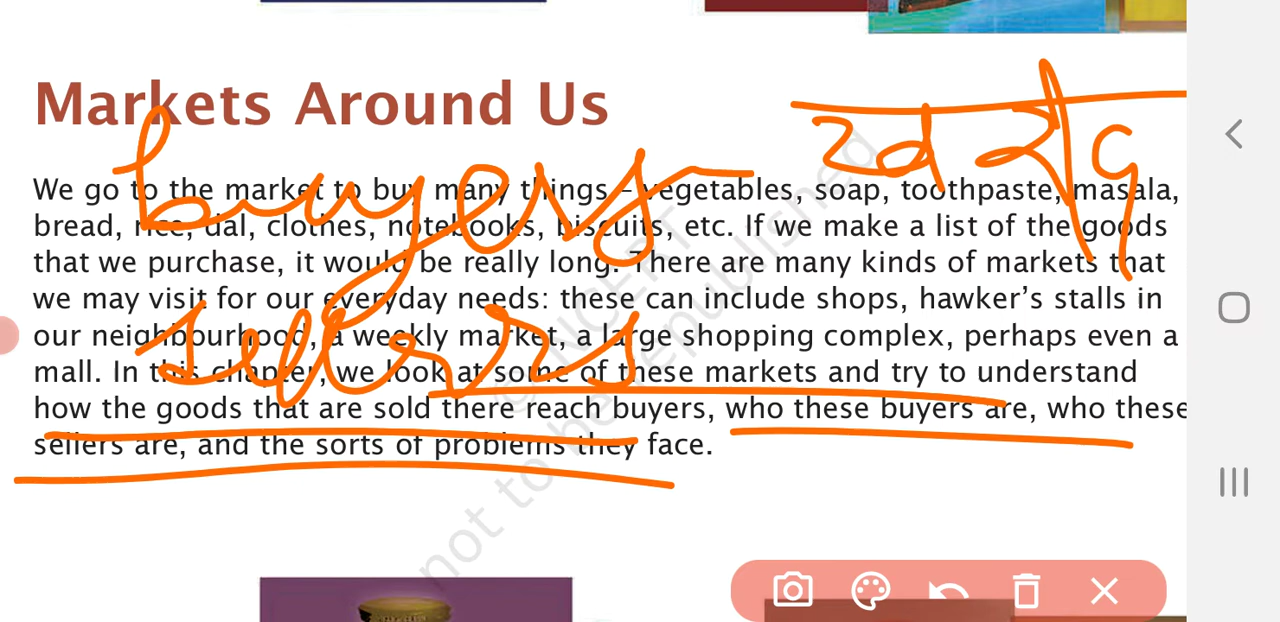 Markets Around Us
We go to the market to buy many things – vegetables, soap, toothpaste, masala,
bread, rice, dal, clothes, notebooks, biscuits, etc. If we make a list of the goods
that we purchase, it would be really long. There are many kinds of markets that
we may visit for our everyday needs: these can include shops, hawker’s stalls in
our neighbourhood, a weekly market, a large shopping complex, perhaps even a
mall. In this chapter, we look at some of these markets and try to understand
how the goods that are sold there reach buyers, who these buyers are, who these
sellers are, and the sorts of problems they face.
buyers
sellers
© NCERT
not to be republished